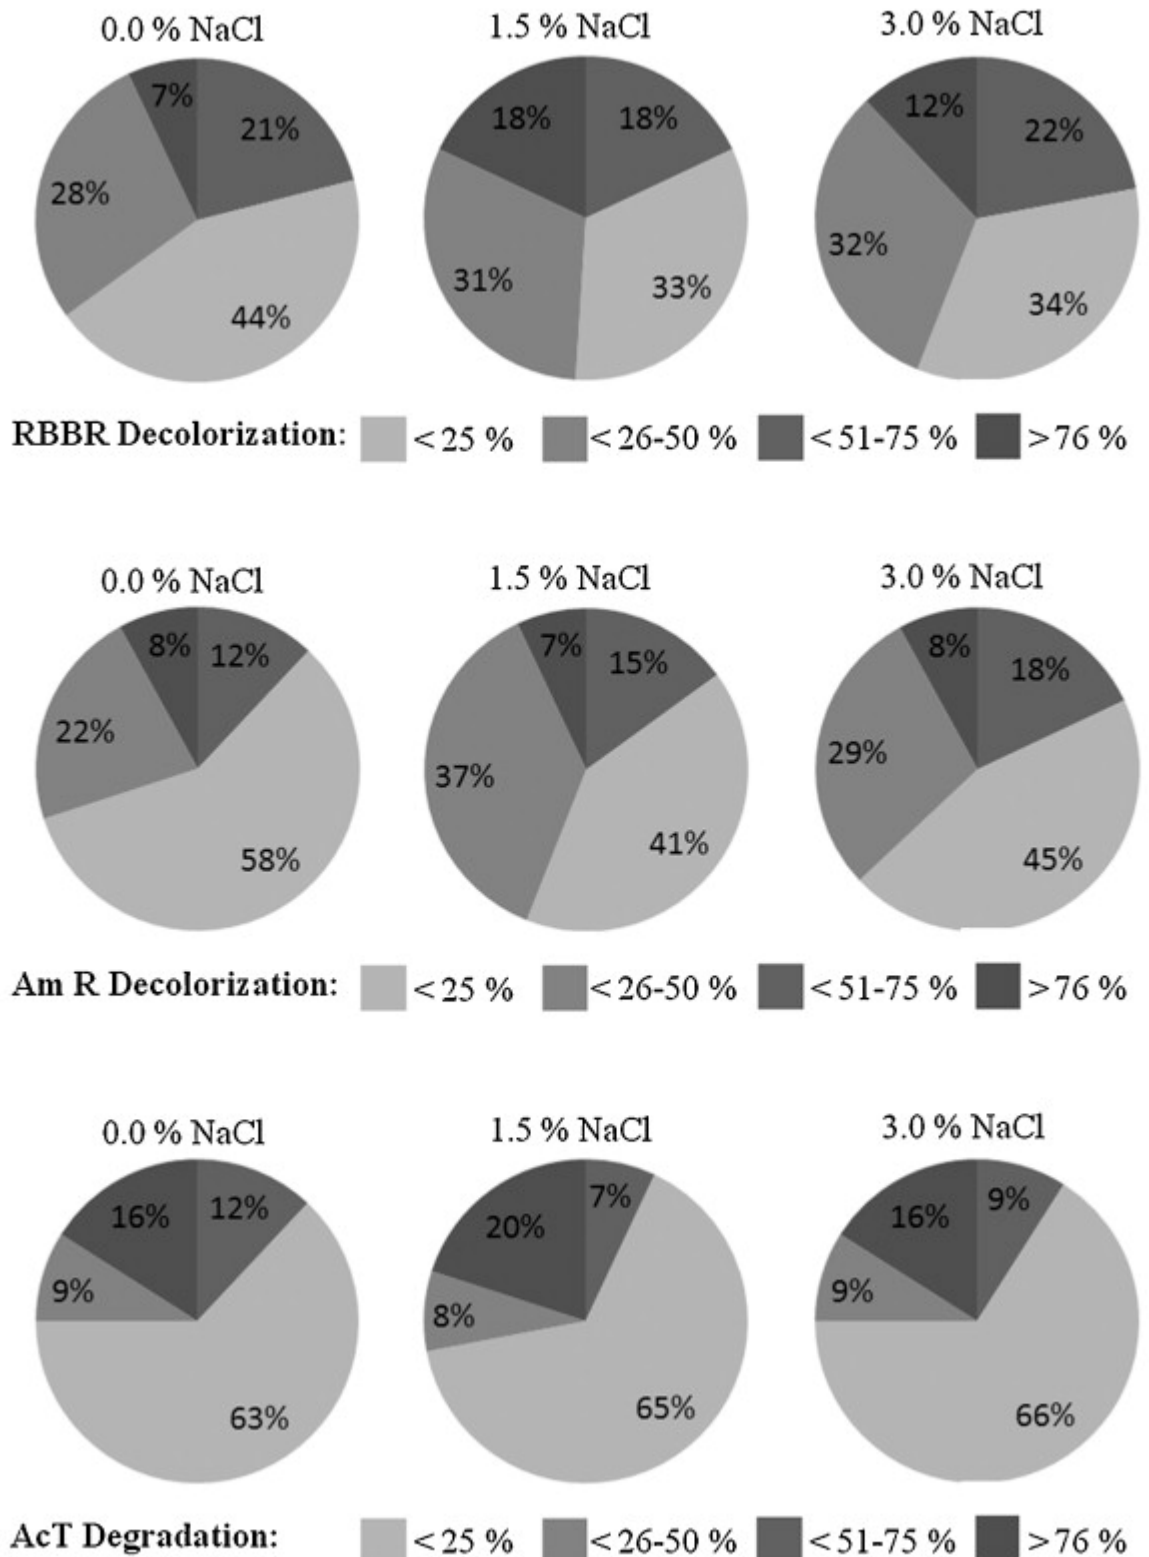 0.0 % NaCl 1.5 % NaCl 3.0 % NaCl
7% 21% 28% 44%
18% 18% 31% 33%
12% 22% 32% 34%
RBBR Decolorization: < 25 % < 26-50 % < 51-75 % > 76 %
0.0 % NaCl 1.5 % NaCl 3.0 % NaCl
8% 12% 22% 58%
7% 15% 37% 41%
8% 18% 29% 45%
Am R Decolorization: < 25 % < 26-50 % < 51-75 % > 76 %
0.0 % NaCl 1.5 % NaCl 3.0 % NaCl
16% 12% 9% 63%
20% 7% 8% 65%
16% 9% 9% 66%
AcT Degradation: < 25 % < 26-50 % < 51-75 % > 76 %